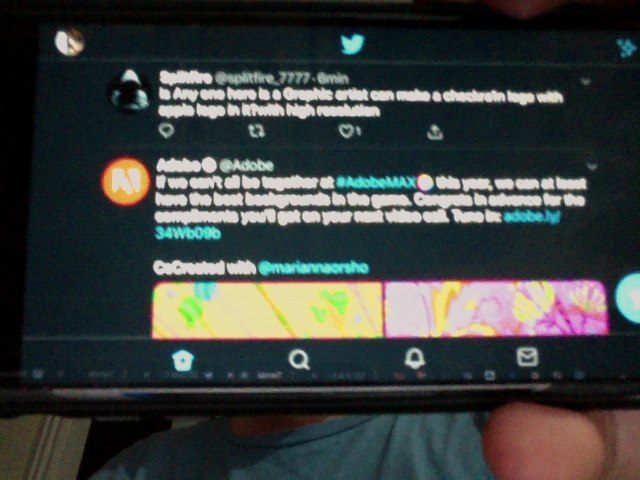 Splitfire @splitfire_7777 · 6min
Is Any one here is a Graphic artist can make a checkra1n logo with
apple logo in it?with high resolution
1
Adobe @Adobe
If we can't all be together at #AdobeMAX this year, we can at least
have the best backgrounds in the game. Congrats in advance for the
compliments you'll get on your next video call. Tune in: adobe.ly/
34Wb09b
CoCreated with @mariannaorsho